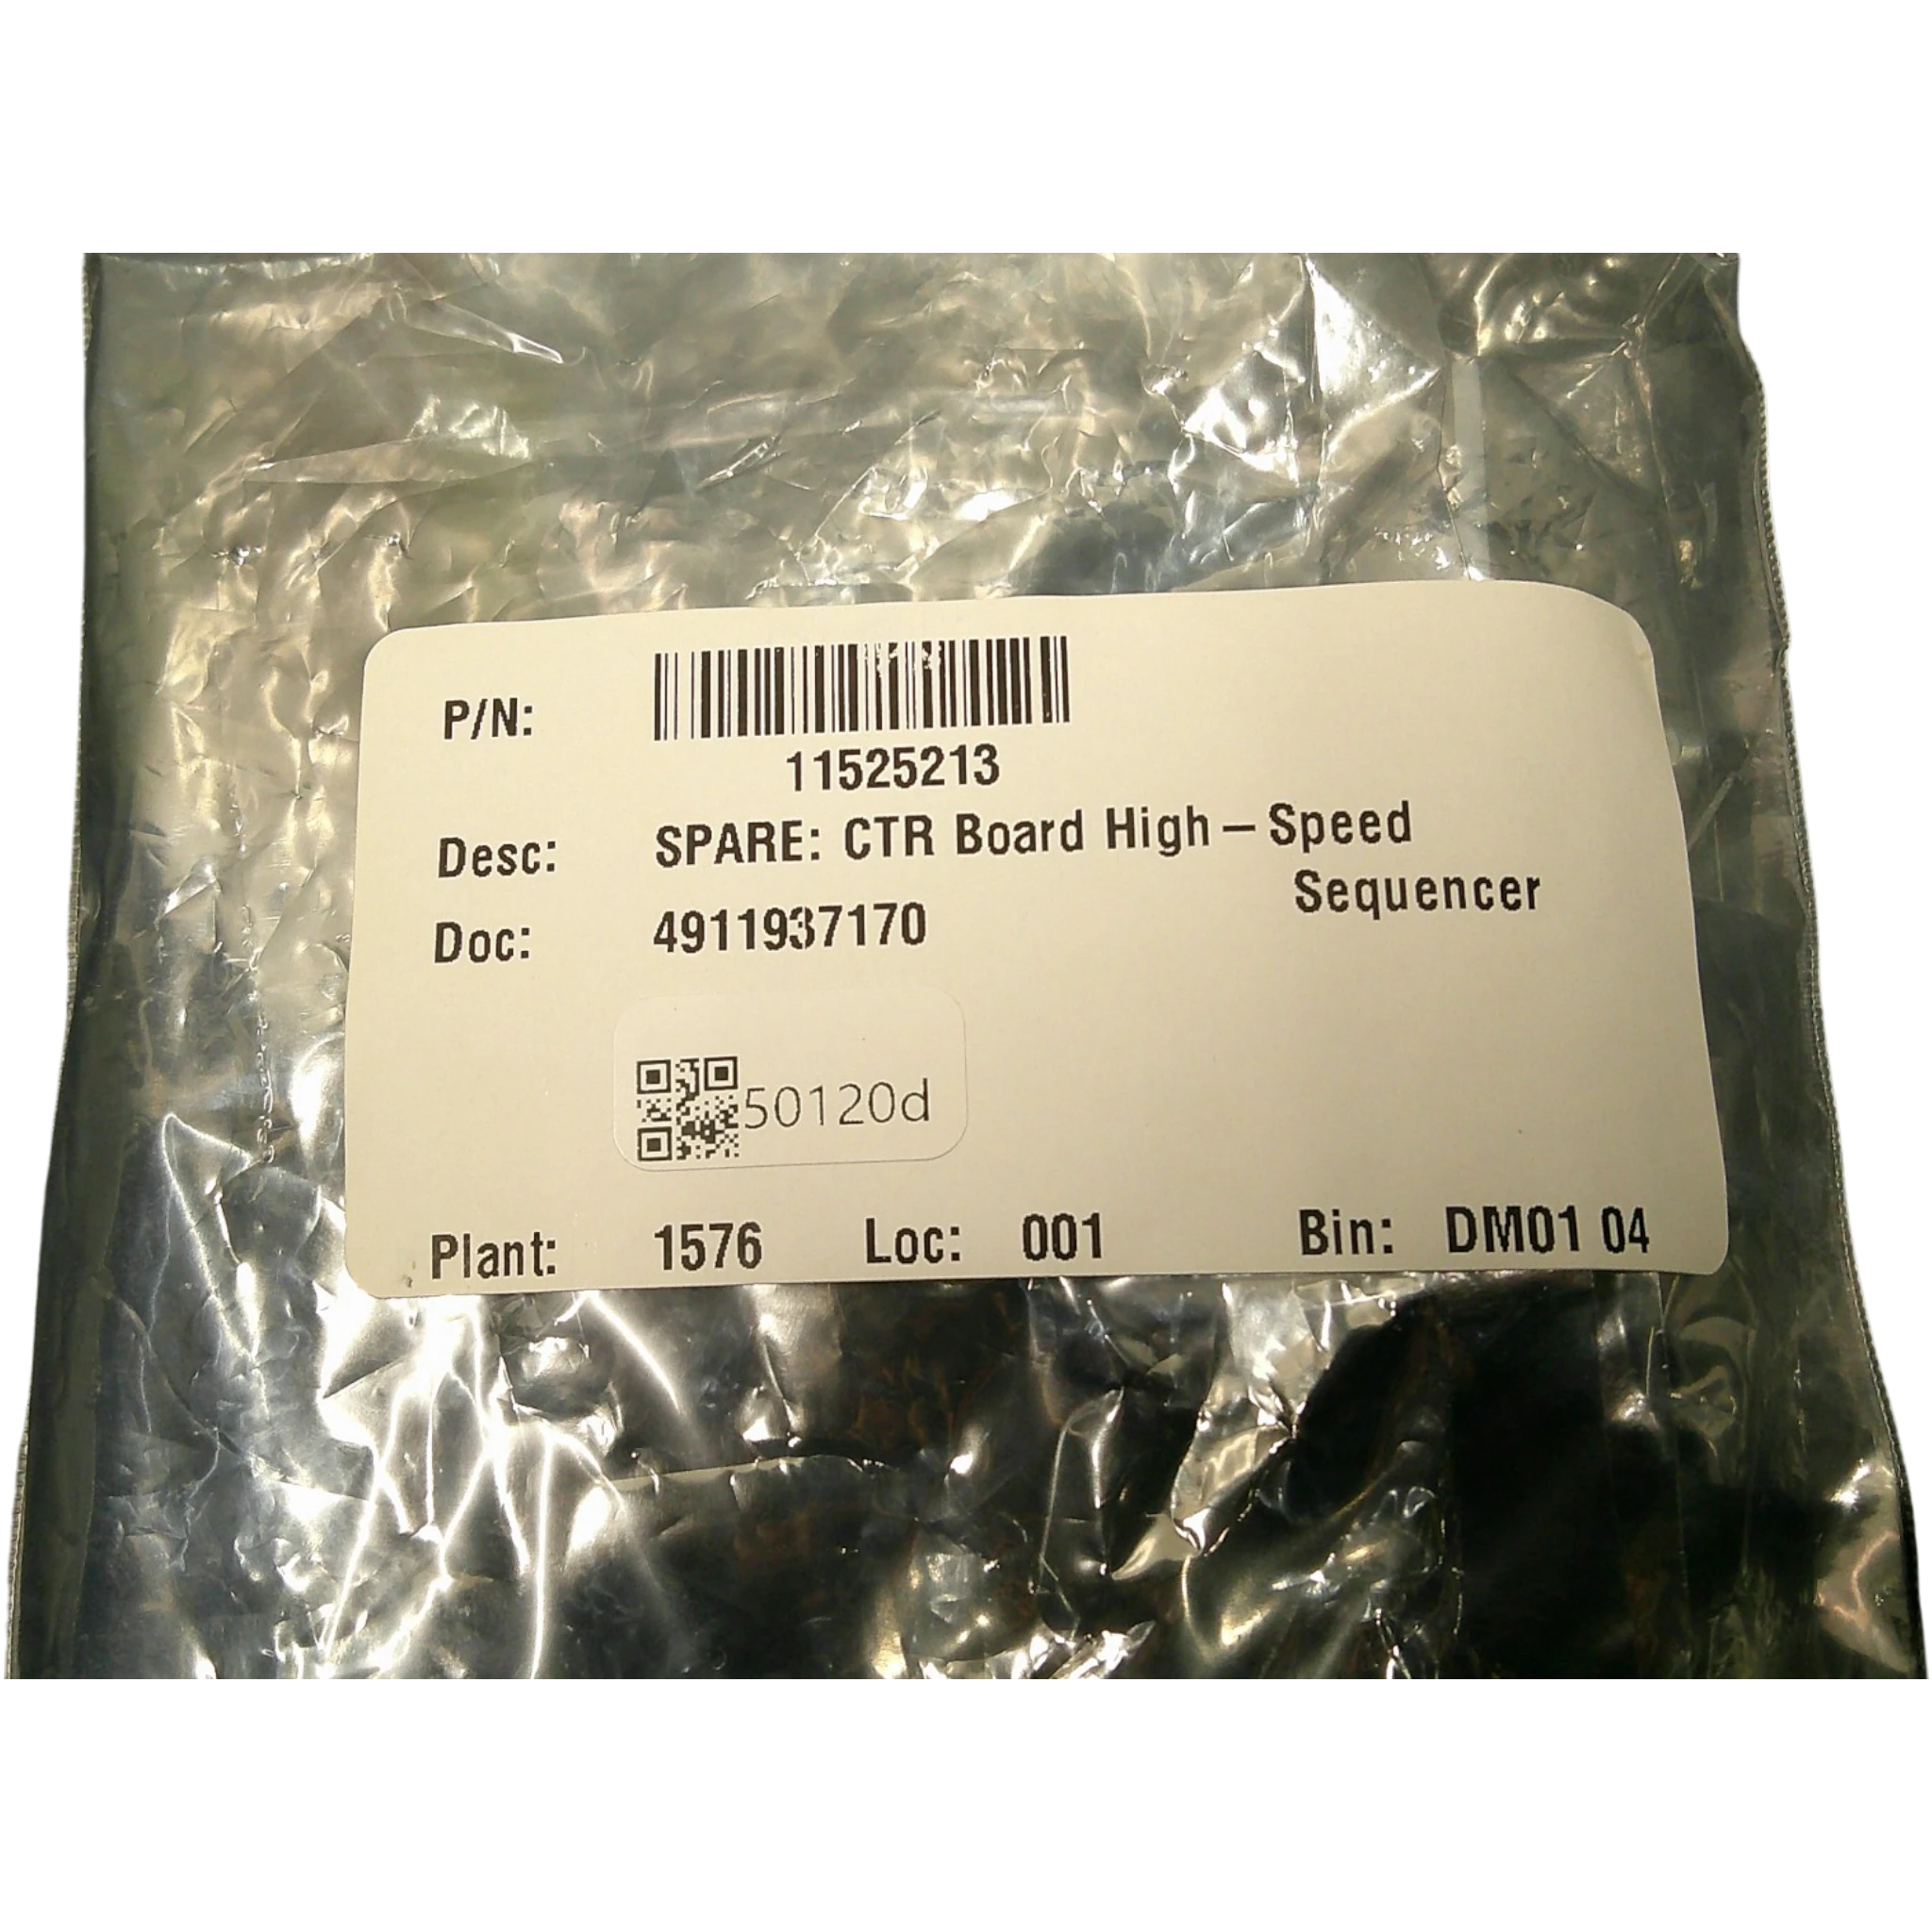 P/N:
11525213
Desc: SPARE: CTR Board High-Speed
Sequencer
Doc: 4911937170
50120d
Plant: 1576 Loc: 001 Bin: DM01 04